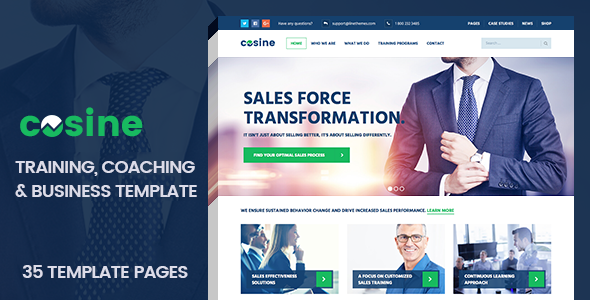 cosine
TRAINING, COACHING
& BUSINESS TEMPLATE
35 TEMPLATE PAGES
Have any questions?
support@linethemes.com
1 800 232 3485
PAGES
CASE STUDIES
NEWS
SHOP
cosine
HOME
WHO WE ARE
WHAT WE DO
TRAINING PROGRAMS
CONTACT
Search...
SALES FORCE
TRANSFORMATION.
IT ISN'T JUST ABOUT SELLING BETTER, IT'S ABOUT SELLING DIFFERENTLY.
FIND YOUR OPTIMAL SALES PROCESS
WE ENSURE SUSTAINED BEHAVIOR CHANGE AND DRIVE INCREASED SALES PERFORMANCE. LEARN MORE
SALES EFFECTIVENESS
SOLUTIONS
A FOCUS ON CUSTOMIZED
SALES TRAINING
CONTINUOUS LEARNING
APPROACH